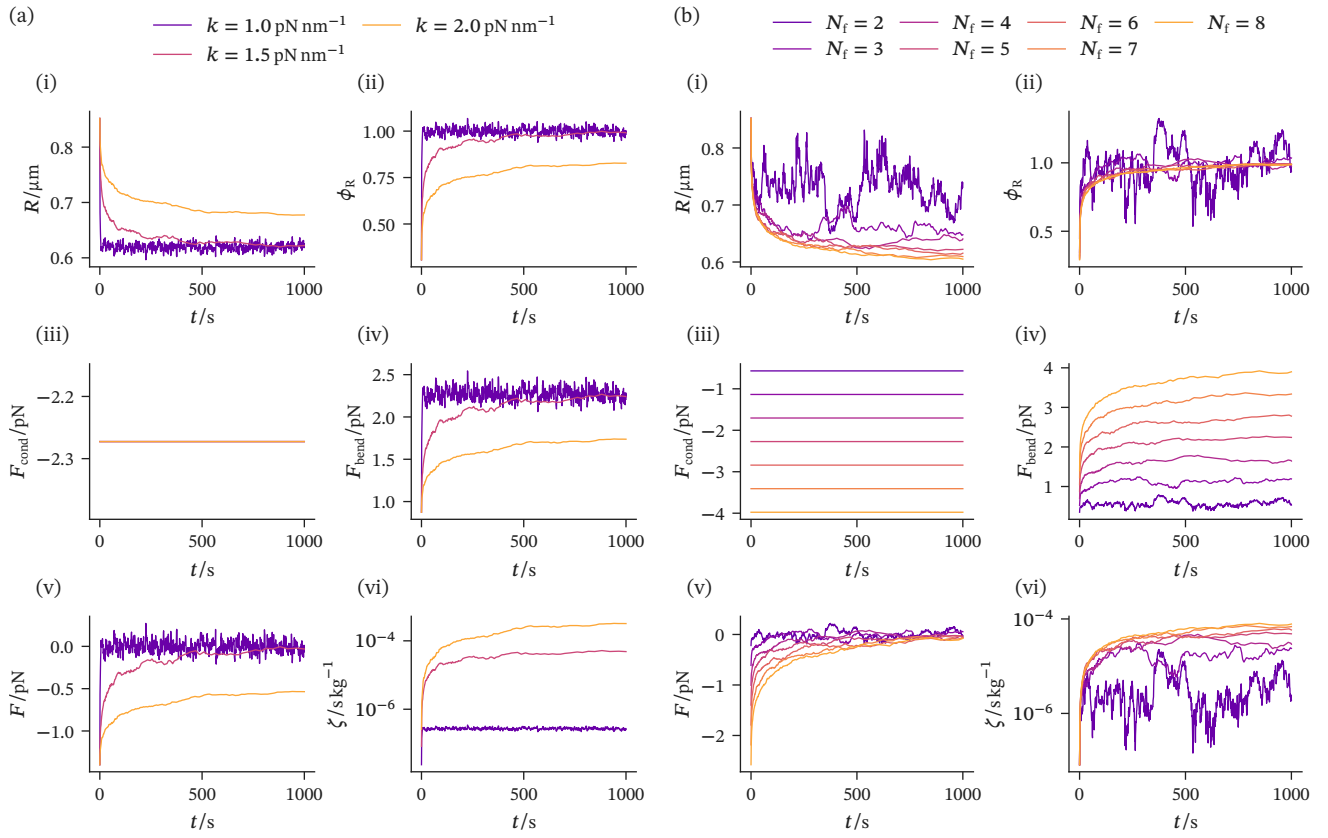 (a)
k = 1.0 pN nm⁻¹ k = 2.0 pN nm⁻¹
k = 1.5 pN nm⁻¹
(b)
N_f = 2 N_f = 4 N_f = 6 N_f = 8
N_f = 3 N_f = 5 N_f = 7
(i) (ii) (i) (ii)
0.8
0.7
0.6
R/μm
0 500 1000
t/s
1.00
0.75
0.50
ϕ_R
0 500 1000
t/s
0.8
0.7
0.6
R/μm
0 500 1000
t/s
1.0
0.5
ϕ_R
0 500 1000
t/s
(iii) (iv) (iii) (iv)
−2.2
−2.3
F_cond/pN
0 500 1000
t/s
2.5
2.0
1.5
1.0
F_bend/pN
0 500 1000
t/s
−1
−2
−3
−4
F_cond/pN
0 500 1000
t/s
4
3
2
1
F_bend/pN
0 500 1000
t/s
(v) (vi) (v) (vi)
0.0
−0.5
−1.0
F/pN
0 500 1000
t/s
10⁻⁴
10⁻⁶
ζ/s kg⁻¹
0 500 1000
t/s
0
−1
−2
F/pN
0 500 1000
t/s
10⁻⁴
10⁻⁶
ζ/s kg⁻¹
0 500 1000
t/s